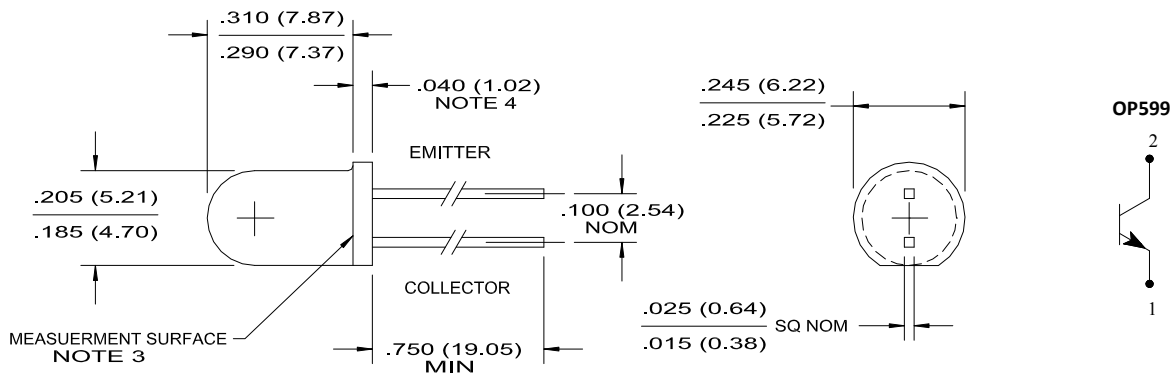 .310 (7.87)
.290 (7.37)
.040 (1.02)
NOTE 4
.245 (6.22)
.225 (5.72)
OP599
2
EMITTER
.205 (5.21)
.185 (4.70)
.100 (2.54)
NOM
COLLECTOR
.025 (0.64)
.015 (0.38)
SQ NOM
1
MEASUERMENT SURFACE
NOTE 3
.750 (19.05)
MIN